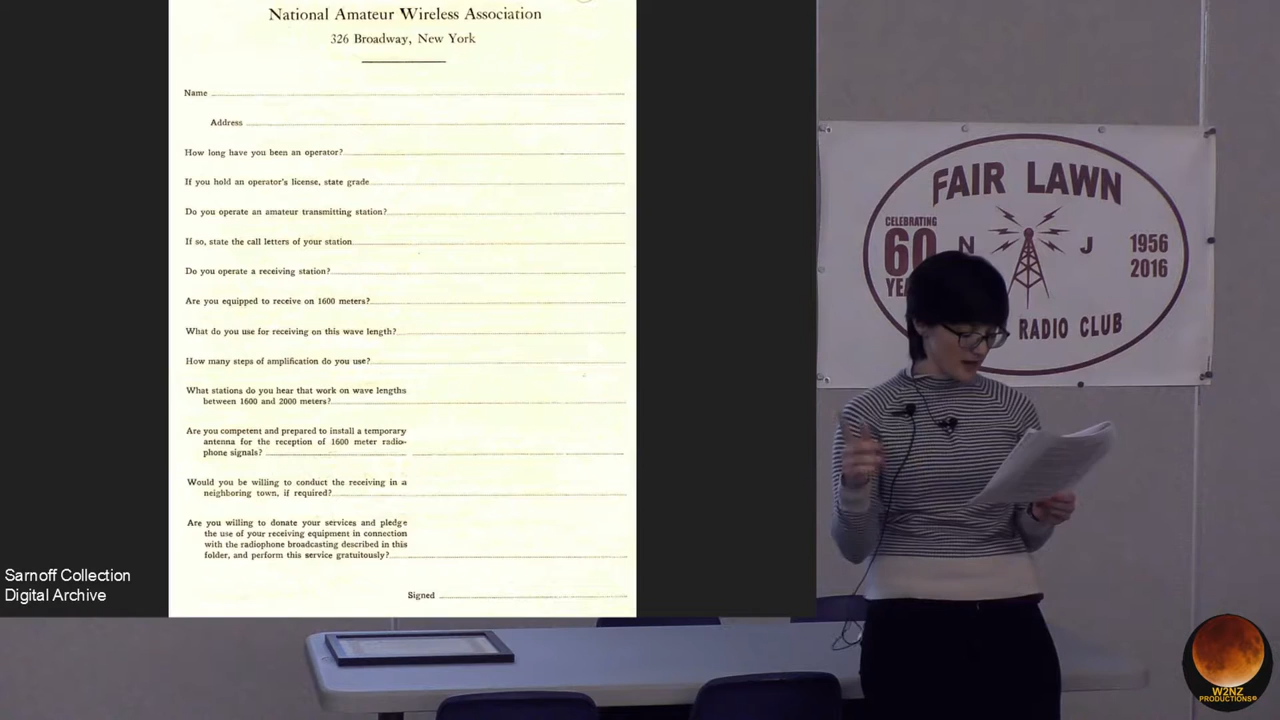 National Amateur Wireless Association
326 Broadway, New York
Name
Address
How long have you been an operator?
If you hold an operator's license, state grade
Do you operate an amateur transmitting station?
If so, state the call letters of your station
Do you operate a receiving station?
Are you equipped to receive on 1600 meters?
What do you use for receiving on this wave length?
How many steps of amplification do you use?
What stations do you hear that work on wave lengths
between 1600 and 2000 meters?
Are you competent and prepared to install a temporary
antenna for the reception of 1600 meter radio-
phone signals?
Would you be willing to conduct the receiving in a
neighboring town, if required?
Are you willing to donate your services and pledge
the use of your receiving equipment in connection
with the radiophone broadcasting described in this
folder, and perform this service gratuitously?
Signed
Sarnoff Collection
Digital Archive
FAIR LAWN
CELEBRATING
60
YEA
N J
1956
2016
RADIO CLUB
W2NZ
PRODUCTIONS©